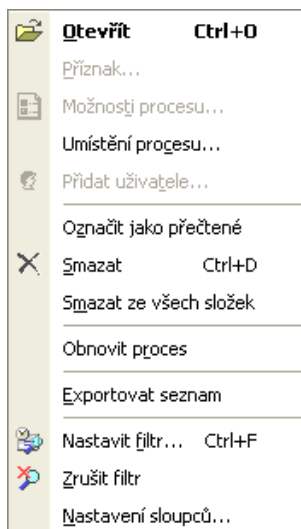 Otevřít Ctrl+O
Příznak...
Možnosti procesu...
Umístění procesu...
Přidat uživatele...
Označit jako přečtené
Smazat Ctrl+D
Smazat ze všech složek
Obnovit proces
Exportovat seznam
Nastavit filtr... Ctrl+F
Zrušit filtr
Nastavení sloupců...